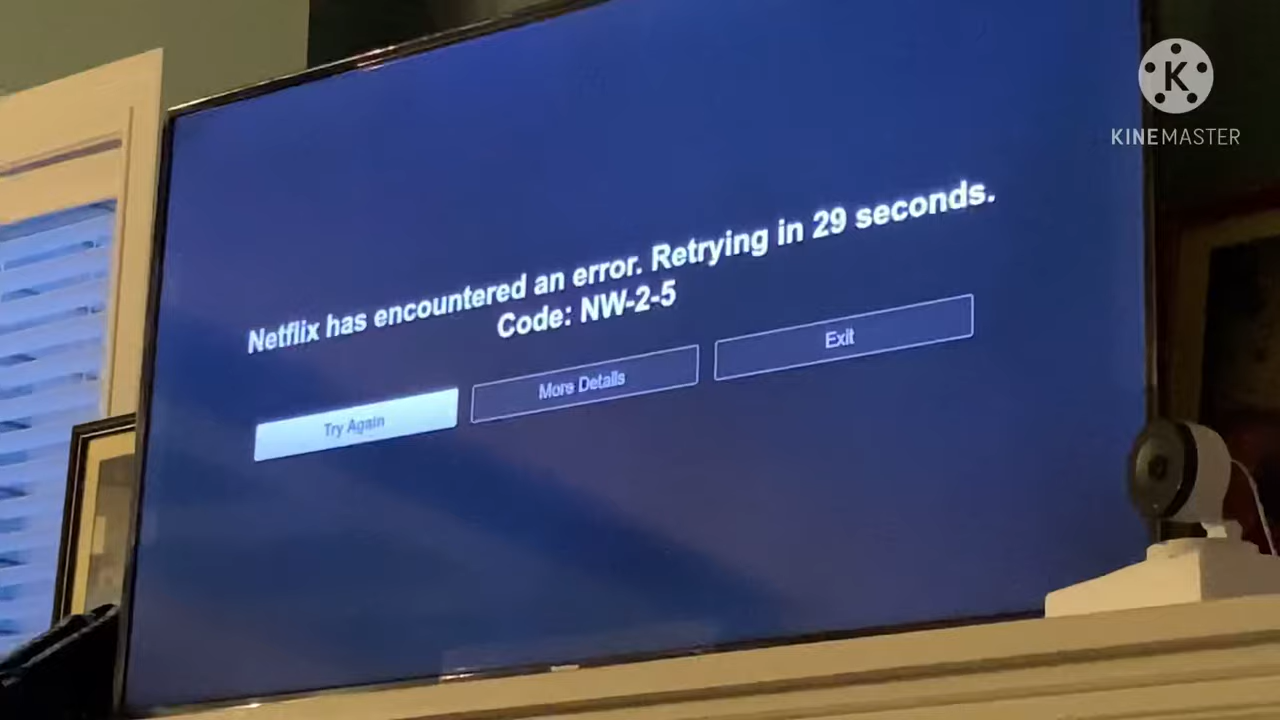 K
KINEMASTER
Netflix has encountered an error. Retrying in 29 seconds.
Code: NW-2-5
Try Again
More Details
Exit